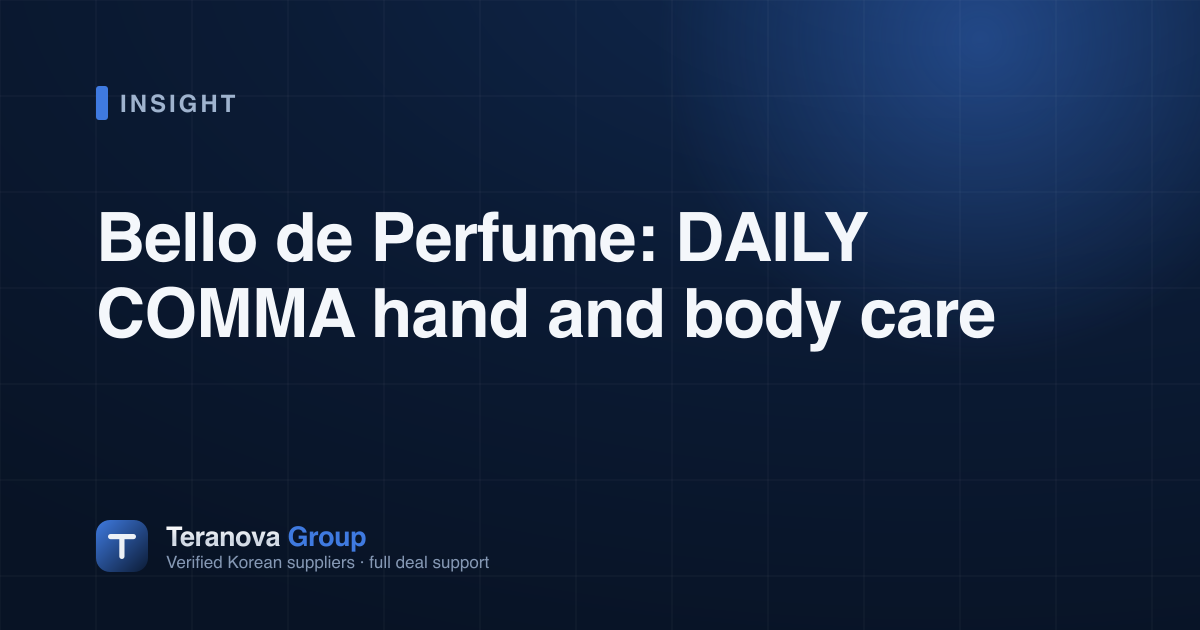 INSIGHT
Bello de Perfume: DAILY
COMMA hand and body care
T
Teranova Group
Verified Korean suppliers · full deal support